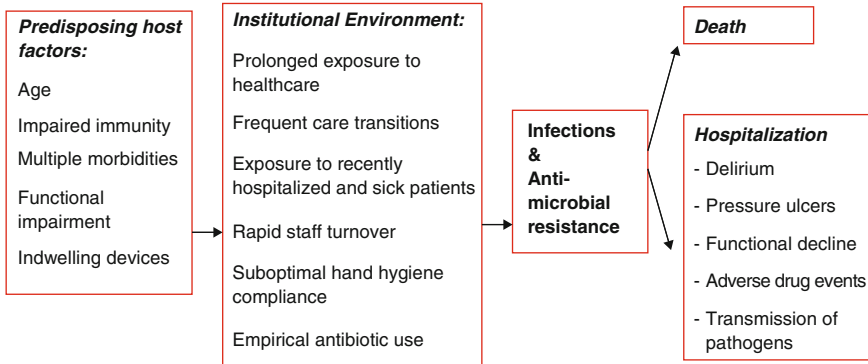 Predisposing host
factors:
Age
Impaired immunity
Multiple morbidities
Functional
impairment
Indwelling devices
Institutional Environment:
Prolonged exposure to
healthcare
Frequent care transitions
Exposure to recently
hospitalized and sick patients
Rapid staff turnover
Suboptimal hand hygiene
compliance
Empirical antibiotic use
Infections
&
Anti-
microbial
resistance
Death
Hospitalization
- Delirium
- Pressure ulcers
- Functional decline
- Adverse drug events
- Transmission of
pathogens